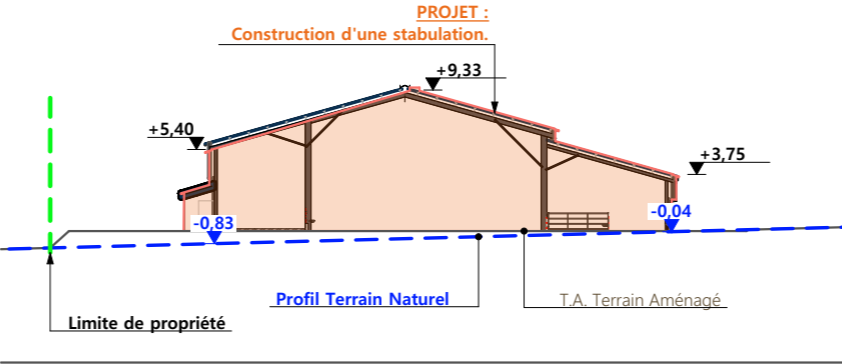 PROJET :
Construction d'une stabulation.
+9,33
+5,40
+3,75
-0,83
-0,04
Profil Terrain Naturel
T.A. Terrain Aménagé
Limite de propriété